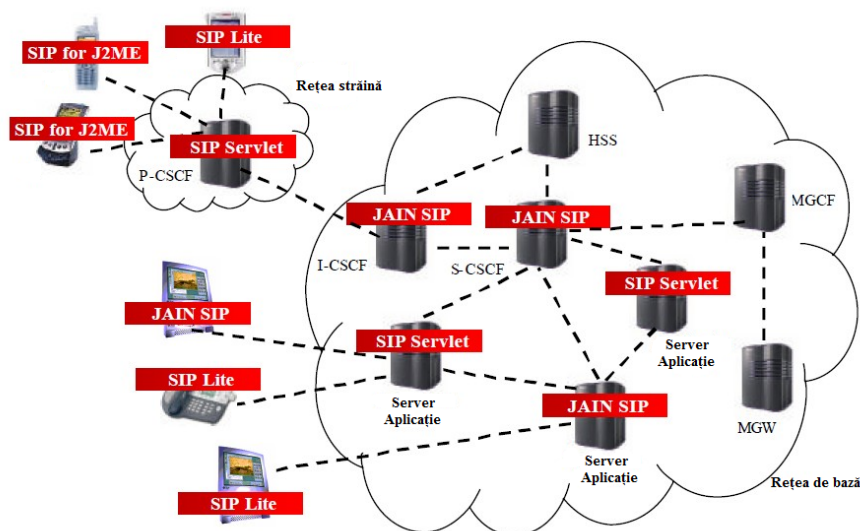 SIP Lite
SIP for J2ME
Rețea străină
SIP for J2ME
SIP Servlet
P-CSCF
HSS
MGCF
JAIN SIP
JAIN SIP
I-CSCF
S-CSCF
SIP Servlet
JAIN SIP
SIP Servlet
Server
Aplicație
SIP Lite
Server
Aplicație
JAIN SIP
MGW
Server
Aplicație
Rețea de bază
SIP Lite